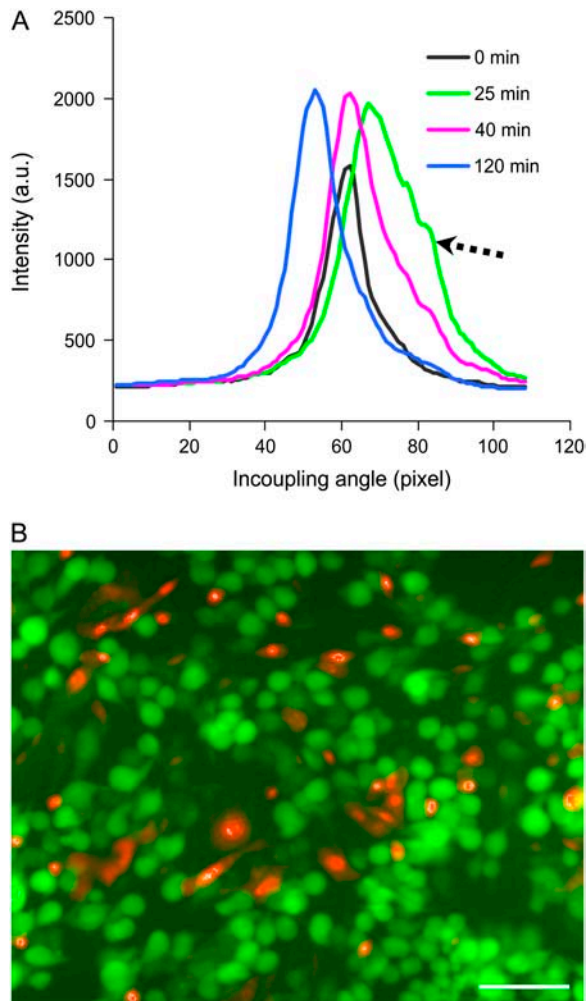 A
2500
2000
1500
1000
500
0
Intensity (a.u.)
0 min
25 min
40 min
120 min
0 20 40 60 80 100 120
Incoupling angle (pixel)
B